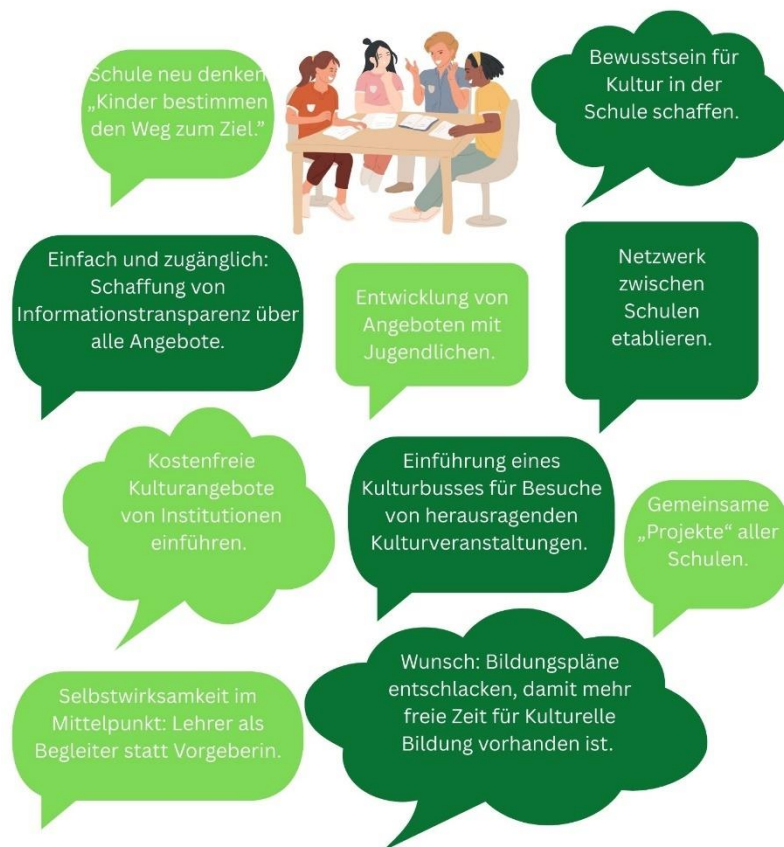 Schule neu denken
„Kinder bestimmen
den Weg zum Ziel.”
Bewusstsein für
Kultur in der
Schule schaffen.
Einfach und zugänglich:
Schaffung von
Informationstransparenz über
alle Angebote.
Entwicklung von
Angeboten mit
Jugendlichen.
Netzwerk
zwischen
Schulen
etablieren.
Kostenfreie
Kulturangebote
von Institutionen
einführen.
Einführung eines
Kulturbusses für Besuche
von herausragenden
Kulturveranstaltungen.
Gemeinsame
„Projekte“ aller
Schulen.
Selbstwirksamkeit im
Mittelpunkt: Lehrer als
Begleiter statt Vorgeberin.
Wunsch: Bildungspläne
entschlacken, damit mehr
freie Zeit für Kulturelle
Bildung vorhanden ist.